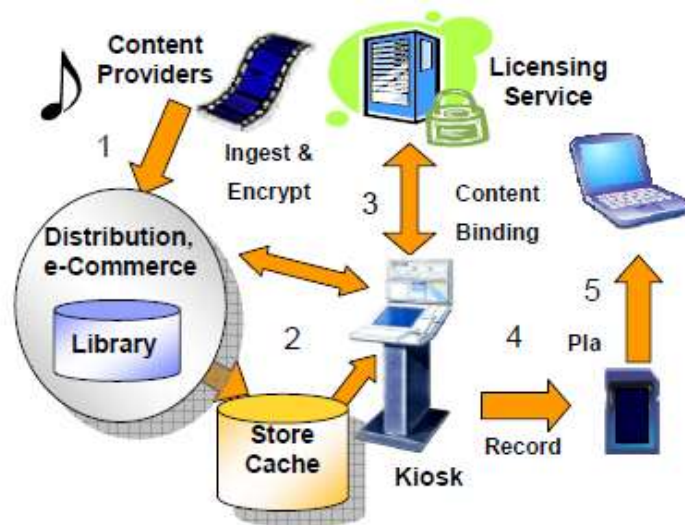 Content
Providers
Licensing
Service
1
Ingest &
Encrypt
3
Content
Binding
Distribution,
e-Commerce
Library
2
4
5
Pla
Store
Cache
Record
Kiosk